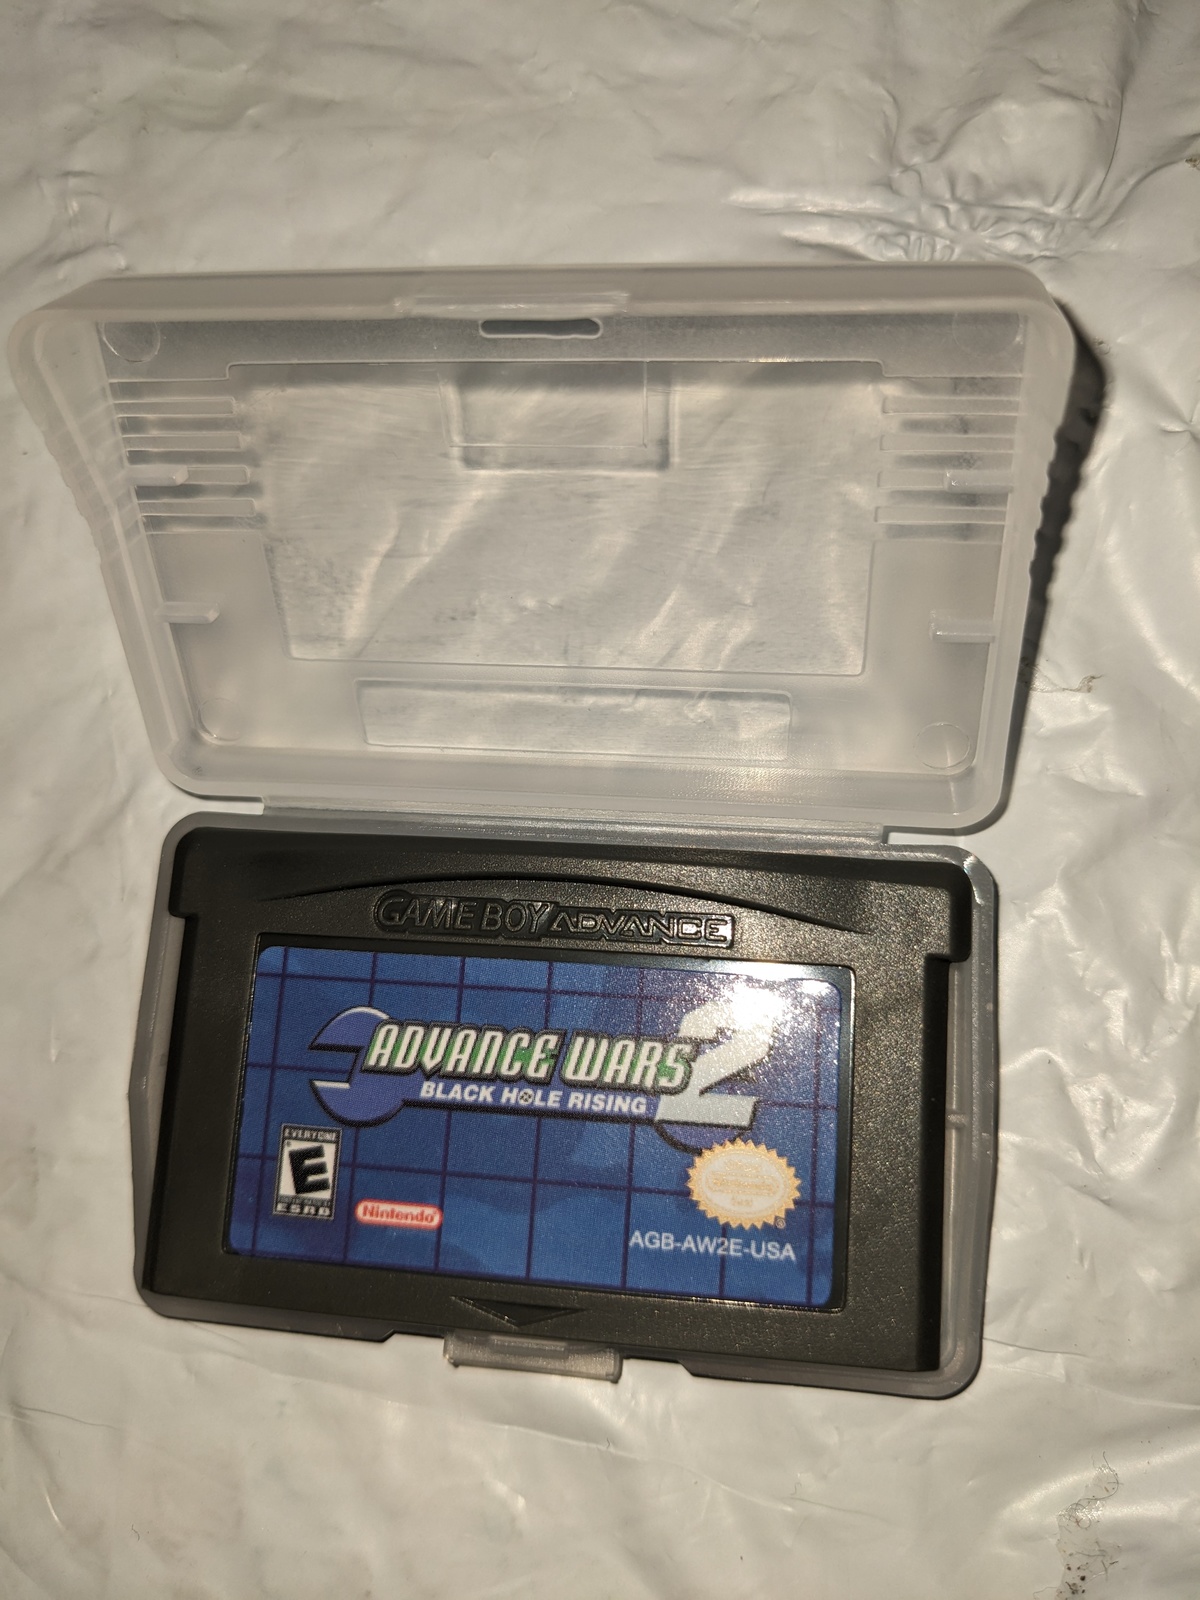 GAME BOY ADVANCE
ADVANCE WARS 2
BLACK HOLE RISING
EVERYONE
E
ESRB
Nintendo
®
AGB-AW2E-USA